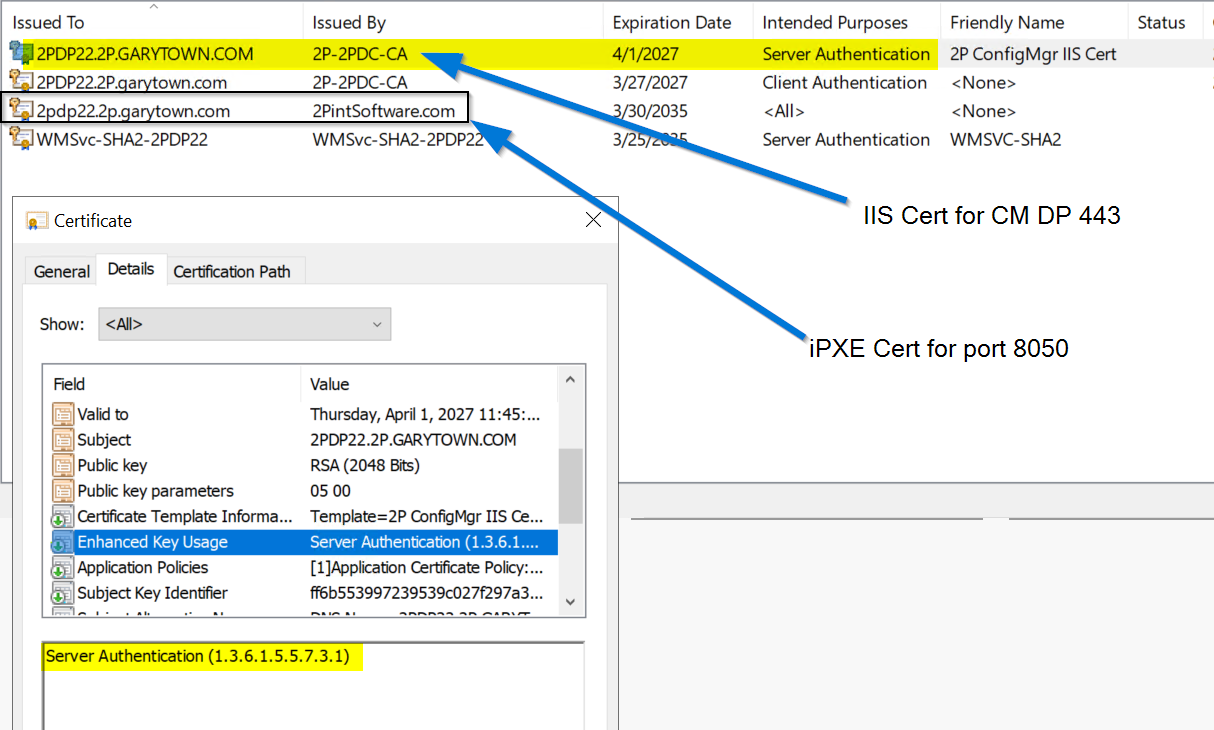 Issued To Issued By Expiration Date Intended Purposes Friendly Name Status
2PDP22.2P.GARYTOWN.COM 2P-2PDC-CA 4/1/2027 Server Authentication 2P ConfigMgr IIS Cert
2PDP22.2P.garytown.com 2P-2PDC-CA 3/27/2027 Client Authentication <None>
2pdp22.2p.garytown.com 2PintSoftware.com 3/30/2035 <All> <None>
WMSvc-SHA2-2PDP22 WMSvc-SHA2-2PDP22 3/25/2035 Server Authentication WMSVC-SHA2
IIS Cert for CM DP 443
Certificate
General Details Certification Path
Show: <All>
iPXE Cert for port 8050
Field Value
Valid to Thursday, April 1, 2027 11:45:...
Subject 2PDP22.2P.GARYTOWN.COM
Public key RSA (2048 Bits)
Public key parameters 05 00
Certificate Template Informa... Template=2P ConfigMgr IIS Ce...
Enhanced Key Usage Server Authentication (1.3.6.1....
Application Policies [1]Application Certificate Policy:...
Subject Key Identifier ff6b553997239539c027f297a3...
Server Authentication (1.3.6.1.5.5.7.3.1)